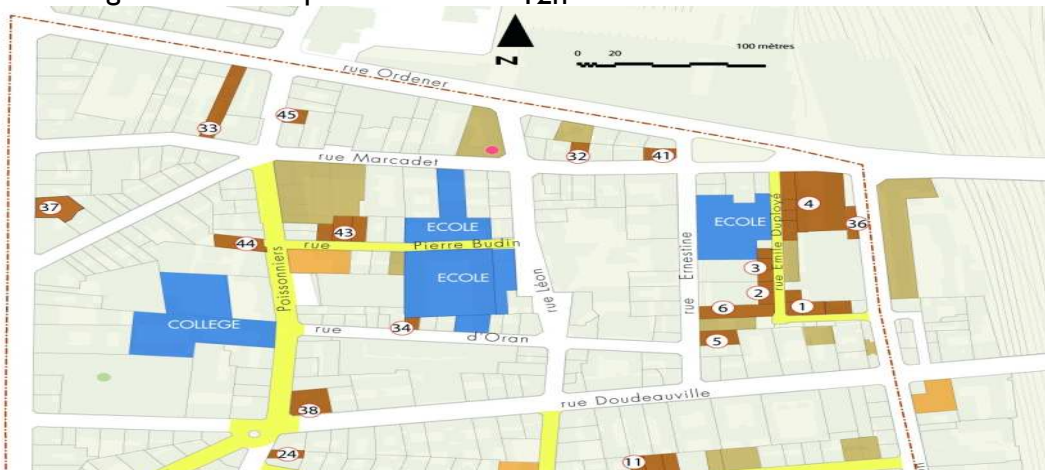 12h
N
0 20 100 mètres
rue Ordener
33
45
rue Marcadet
32
41
37
ECOLE
ECOLE
4
36
43
44
rue Pierre Budin
rue Emile Duployé
3
Poissonniers
ECOLE
rue Léon
rue Ernestine
2
1
6
COLLEGE
rue d'Oran
34
5
38
rue Doudeauville
24
11